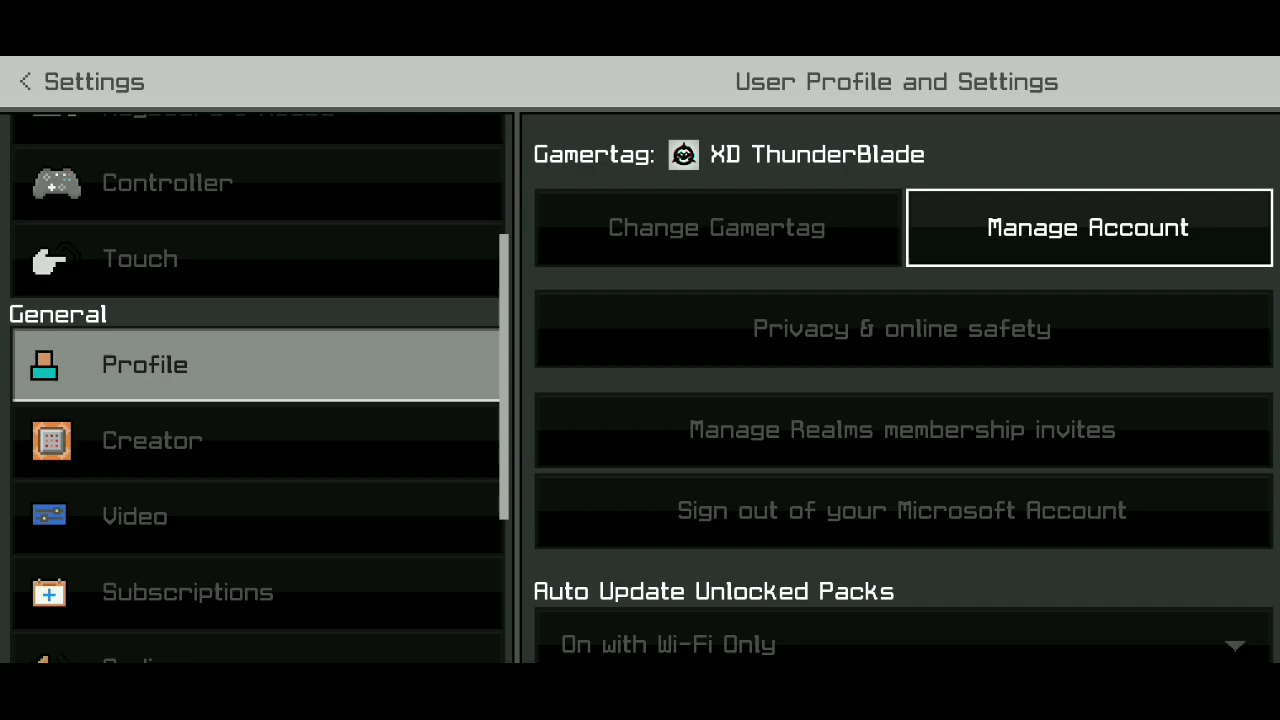 Settings
User Profile and Settings
Controller
Touch
General
Profile
Creator
Video
Subscriptions
Gamertag: XD ThunderBlade
Change Gamertag
Manage Account
Privacy & online safety
Manage Realms membership invites
Sign out of your Microsoft Account
Auto Update Unlocked Packs
On with Wi-Fi Only